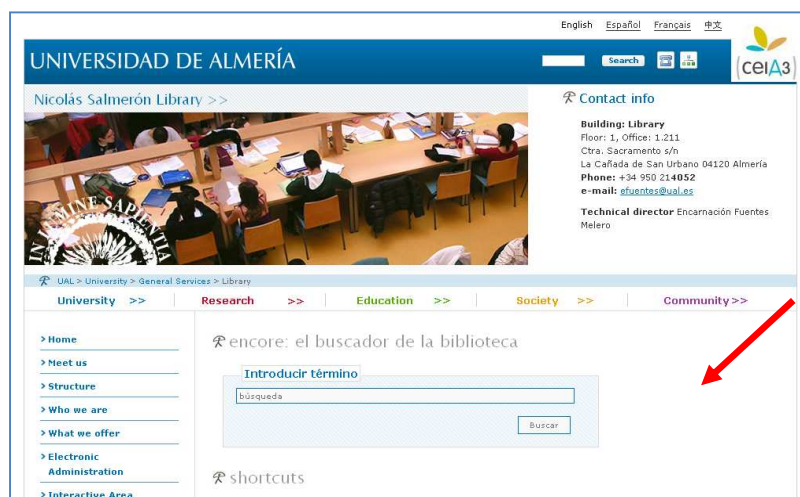 English Español Français 中文
UNIVERSIDAD DE ALMERÍA
Search
(ceiA3)
Nicolás Salmerón Library >>
Contact info
Building: Library
Floor: 1, Office: 1.211
Ctra. Sacramento s/n
La Cañada de San Urbano 04120 Almería
Phone: +34 950 214052
e-mail: efuentes@ual.es
Technical director Encarnación Fuentes
Melero
IN LUMINE SAPIENTIA
UAL > University > General Services > Library
University >> Research >> Education >> Society >> Community >>
> Home
> Meet us
> Structure
> Who we are
> What we offer
> Electronic
Administration
> Interactive Area
encore: el buscador de la biblioteca
Introducir término
búsqueda
Buscar
shortcuts